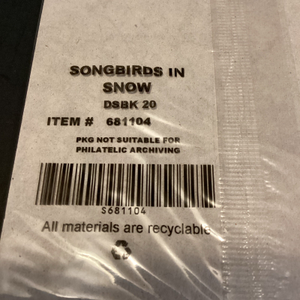 SONGBIRDS IN
SNOW
DSBK 20
ITEM # 681104
PKG NOT SUITABLE FOR
PHILATELIC ARCHIVING
S681104
All materials are recyclable